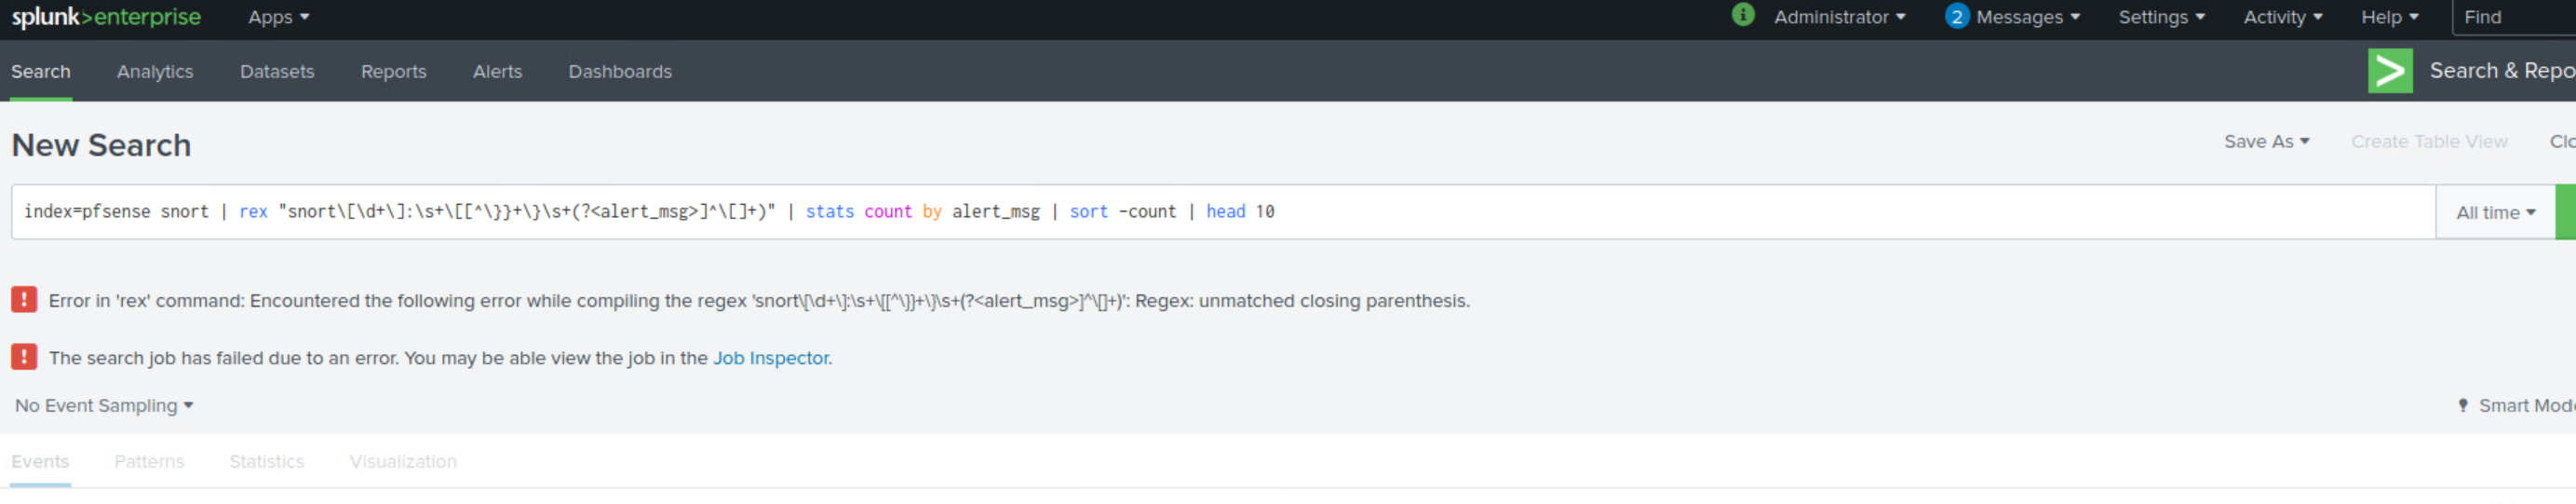 splunk>enterprise Apps Administrator 2 Messages Settings Activity Help Find
Search Analytics Datasets Reports Alerts Dashboards Search & Repo
New Search
Save As Create Table View Clo
index=pfsense snort | rex "snort\[\d+\]:\s+\[[^\}}+\}\s+(?<alert_msg>]^\[]+)" | stats count by alert_msg | sort -count | head 10
All time
Error in 'rex' command: Encountered the following error while compiling the regex 'snort\[\d+\]:\s+\[[^\}}+\}\s+(?<alert_msg>]^\[]+)': Regex: unmatched closing parenthesis.
The search job has failed due to an error. You may be able view the job in the Job Inspector.
No Event Sampling
Smart Mod
Events Patterns Statistics Visualization